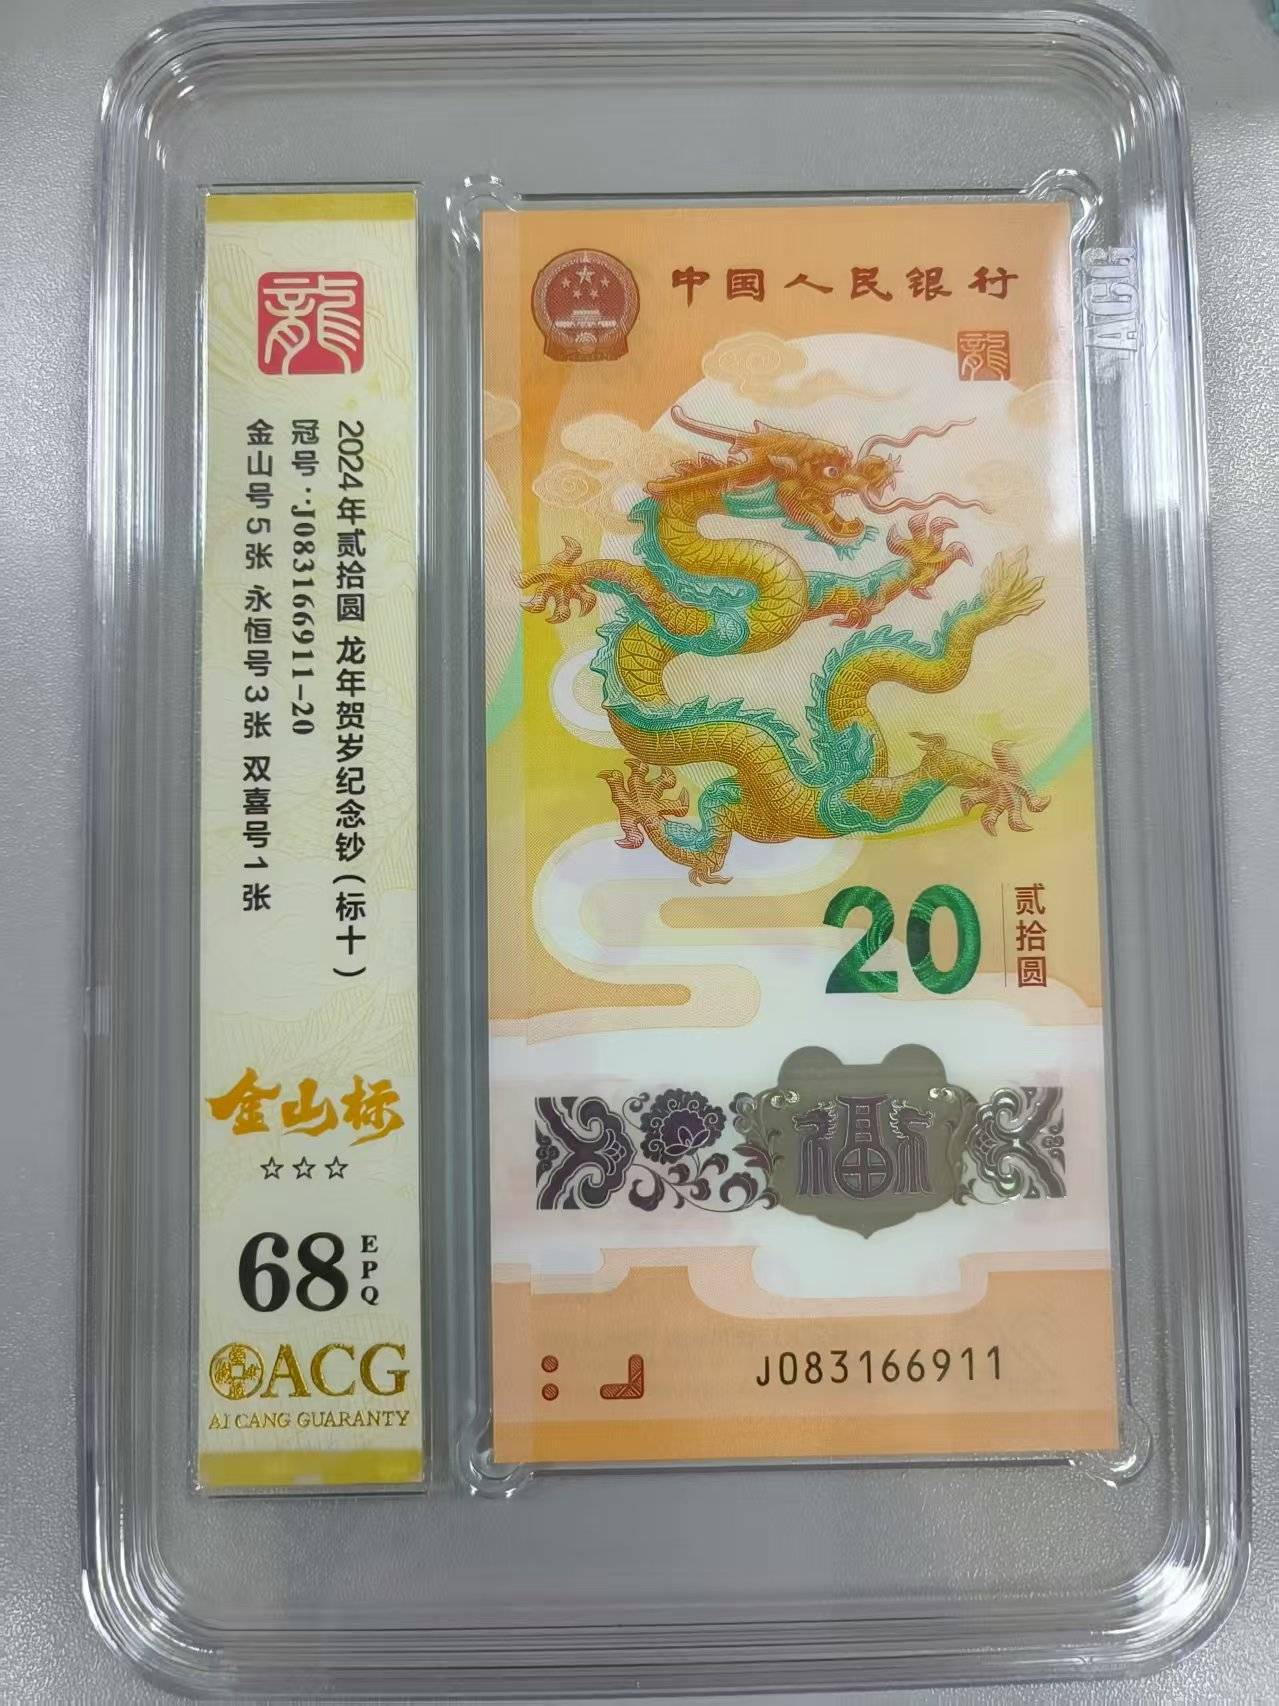 龍
2024年贰拾圆 龙年贺岁纪念钞（标十）
冠号：J083166911-20
金山号5张 永恒号3张 双喜号1张
金山标
☆☆☆
68
EPQ
ACG
AI CANG GUARANTY
中国人民银行
龍
20
贰拾圆
福
J083166911
ACG